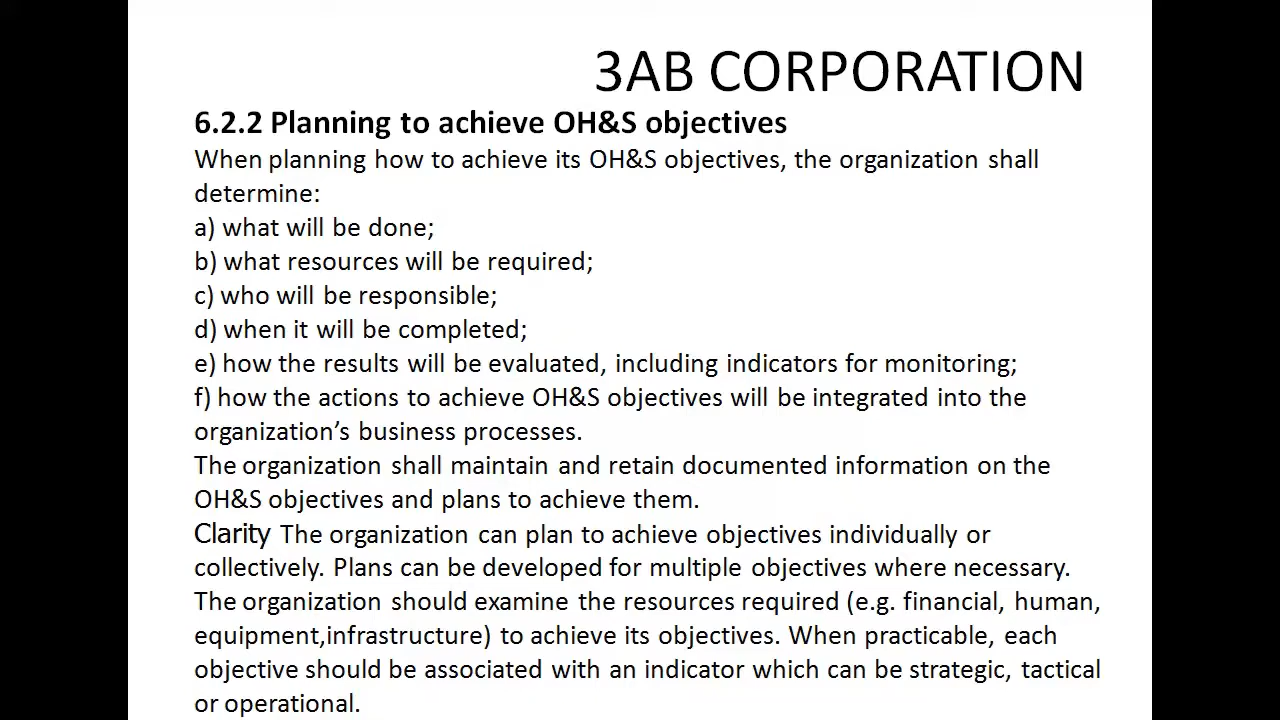 3AB CORPORATION
6.2.2 Planning to achieve OH&S objectives
When planning how to achieve its OH&S objectives, the organization shall
determine:
a) what will be done;
b) what resources will be required;
c) who will be responsible;
d) when it will be completed;
e) how the results will be evaluated, including indicators for monitoring;
f) how the actions to achieve OH&S objectives will be integrated into the
organization’s business processes.
The organization shall maintain and retain documented information on the
OH&S objectives and plans to achieve them.
Clarity The organization can plan to achieve objectives individually or
collectively. Plans can be developed for multiple objectives where necessary.
The organization should examine the resources required (e.g. financial, human,
equipment,infrastructure) to achieve its objectives. When practicable, each
objective should be associated with an indicator which can be strategic, tactical
or operational.